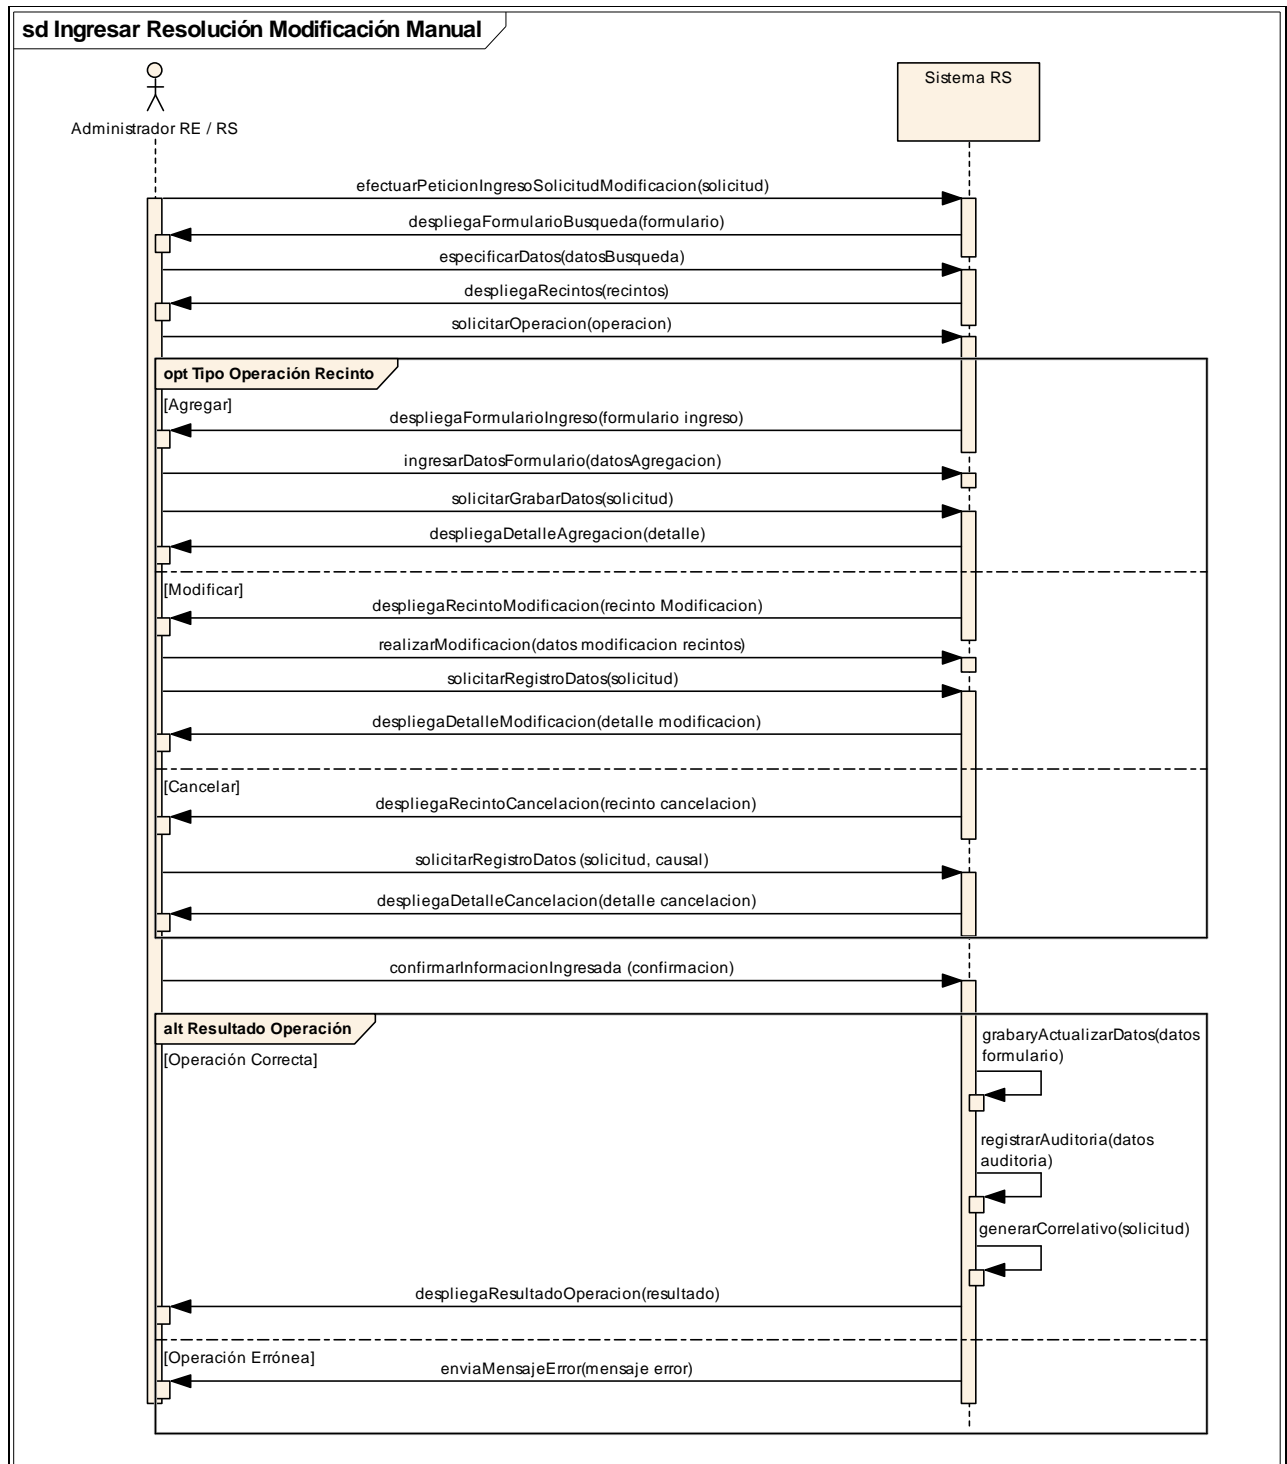 sd Ingresar Resolución Modificación Manual
Administrador RE / RS
Sistema RS
efectuarPeticionIngresoSolicitudModificacion(solicitud)
despliegaFormularioBusqueda(formulario)
especificarDatos(datosBusqueda)
despliegaRecintos(recintos)
solicitarOperacion(operacion)
opt Tipo Operación Recinto
[Agregar]
despliegaFormularioIngreso(formulario ingreso)
ingresarDatosFormulario(datosAgregacion)
solicitarGrabarDatos(solicitud)
despliegaDetalleAgregacion(detalle)
[Modificar]
despliegaRecintoModificacion(recinto Modificacion)
realizarModificacion(datos modificacion recintos)
solicitarRegistroDatos(solicitud)
despliegaDetalleModificacion(detalle modificacion)
[Cancelar]
despliegaRecintoCancelacion(recinto cancelacion)
solicitarRegistroDatos (solicitud, causal)
despliegaDetalleCancelacion(detalle cancelacion)
confirmarInformacionIngresada (confirmacion)
alt Resultado Operación
[Operación Correcta]
grabaryActualizarDatos(datos
formulario)
registrarAuditoria(datos
auditoria)
generarCorrelativo(solicitud)
despliegaResultadoOperacion(resultado)
[Operación Errónea]
enviaMensajeError(mensaje error)